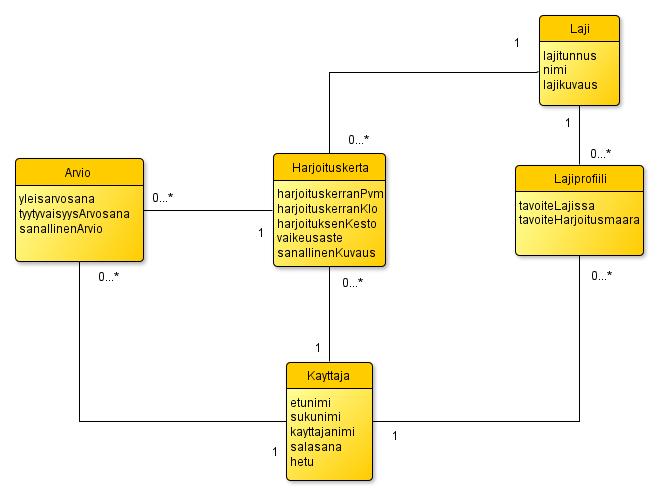 Laji
lajitunnus
nimi
lajikuvaus
1
0...*
1
0...*
Arvio
yleisarvosana
tyytyvaisyysArvosana
sanallinenArvio
0...*
1
0...*
Harjoituskerta
harjoituskerranPvm
harjoituskerranKlo
harjoituksenKesto
vaikeusaste
sanallinenKuvaus
0...*
1
Lajiprofiili
tavoiteLajissa
tavoiteHarjoitusmaara
0...*
Kayttaja
etunimi
sukunimi
kayttajanimi
salasana
hetu
1
1